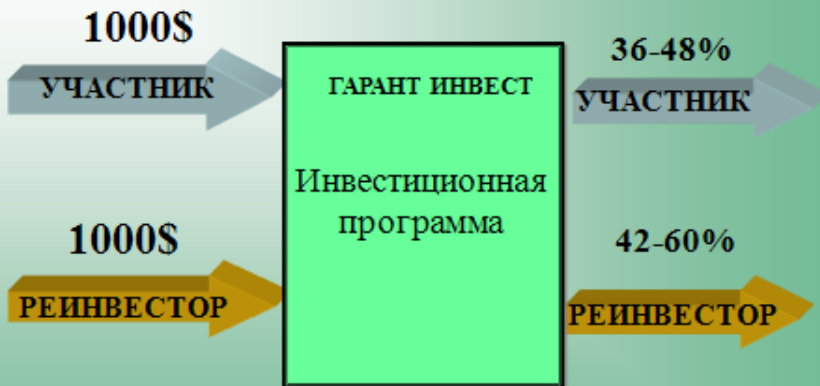 1000$
УЧАСТНИК
1000$
РЕИНВЕСТОР
ГАРАНТ ИНВЕСТ
Инвестиционная
программа
36-48%
УЧАСТНИК
42-60%
РЕИНВЕСТОР